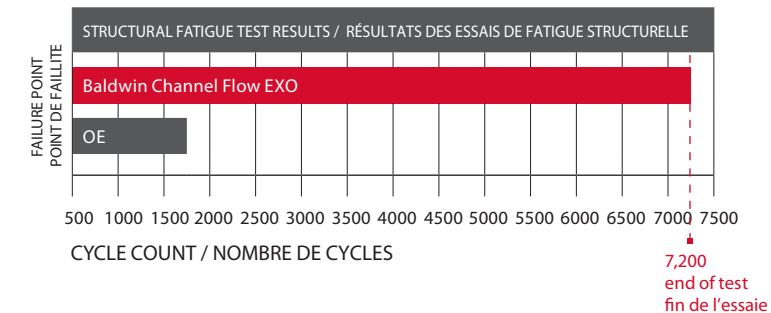 STRUCTURAL FATIGUE TEST RESULTS / RÉSULTATS DES ESSAIS DE FATIGUE STRUCTURELLE
FAILURE POINT
POINT DE FAILLITE
Baldwin Channel Flow EXO
OE
500 1000 1500 2000 2500 3000 3500 4000 4500 5000 5500 6000 6500 7000 7500
CYCLE COUNT / NOMBRE DE CYCLES
7,200
end of test
fin de l'essaie